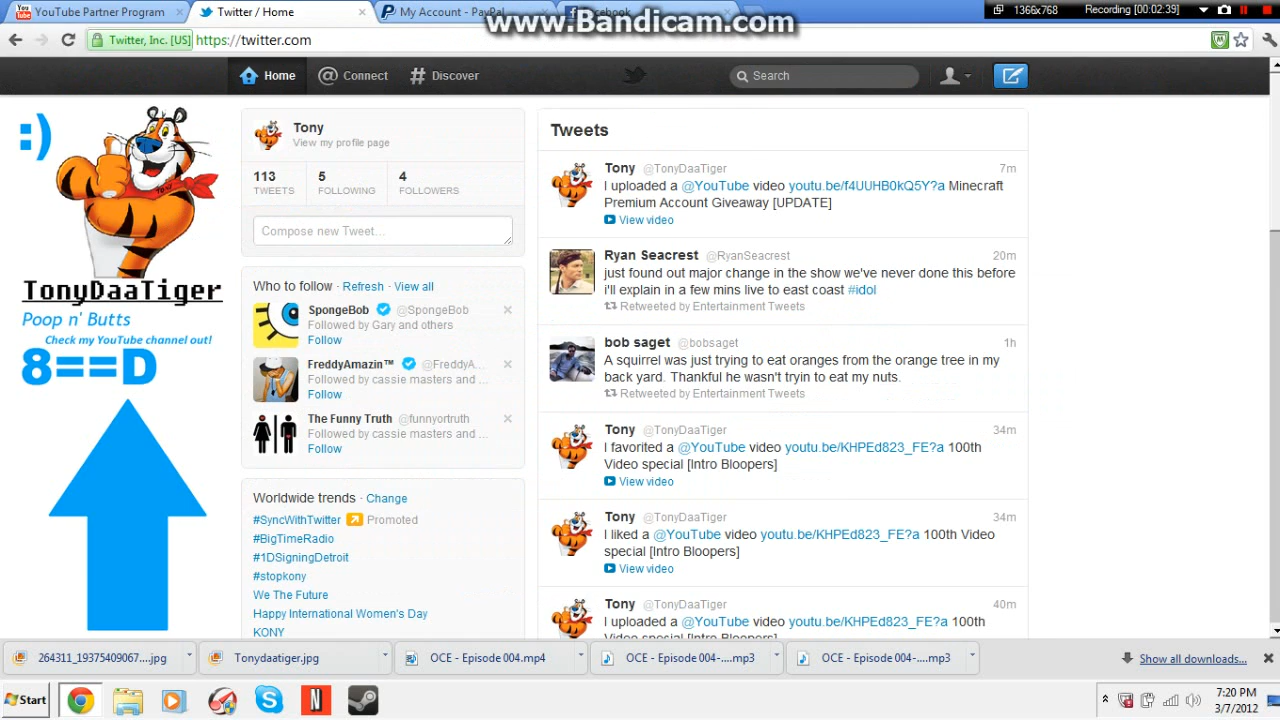 www.Bandicam.com
1366x768 Recording [00:02:39]
YouTube Partner Program
Twitter / Home
My Account - PayPal
Twitter, Inc. [US] https://twitter.com
Home @ Connect # Discover Search
:)
TonyDaaTiger
Poop n' Butts
Check my YouTube channel out!
8==D
Tony
View my profile page
113 5 4
TWEETS FOLLOWING FOLLOWERS
Compose new Tweet...
Who to follow · Refresh · View all
SpongeBob @SpongeBob
Followed by Gary and others
Follow
FreddyAmazin™ @FreddyA...
Followed by cassie masters and ...
Follow
The Funny Truth @funnyortruth
Followed by cassie masters and ...
Follow
Worldwide trends · Change
#SyncWithTwitter Promoted
#BigTimeRadio
#1DSigningDetroit
#stopkony
We The Future
Happy International Women's Day
KONY
Tweets
Tony @TonyDaaTiger 7m
I uploaded a @YouTube video youtu.be/f4UUHB0kQ5Y?a Minecraft
Premium Account Giveaway [UPDATE]
View video
Ryan Seacrest @RyanSeacrest 20m
just found out major change in the show we've never done this before
i'll explain in a few mins live to east coast #idol
Retweeted by Entertainment Tweets
bob saget @bobsaget 1h
A squirrel was just trying to eat oranges from the orange tree in my
back yard. Thankful he wasn't tryin to eat my nuts.
Retweeted by Entertainment Tweets
Tony @TonyDaaTiger 34m
I favorited a @YouTube video youtu.be/KHPEd823_FE?a 100th
Video special [Intro Bloopers]
View video
Tony @TonyDaaTiger 34m
I liked a @YouTube video youtu.be/KHPEd823_FE?a 100th Video
special [Intro Bloopers]
View video
Tony @TonyDaaTiger 40m
I uploaded a @YouTube video youtu.be/KHPEd823_FE?a 100th
Video special [Intro Bloopers]
264311_19375409067....jpg
Tonydaatiger.jpg
OCE - Episode 004.mp4
OCE - Episode 004-....mp3
OCE - Episode 004-....mp3
Show all downloads...
Start
7:20 PM
3/7/2012